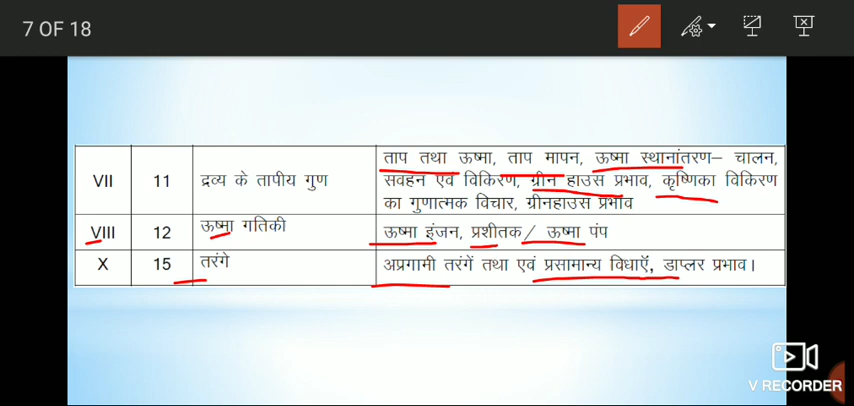 7 OF 18
VII 11 द्रव्य के तापीय गुण ताप तथा ऊष्मा, ताप मापन, ऊष्मा स्थानांतरण– चालन,
सवहन एवं विकिरण, ग्रीन हाउस प्रभाव, कृष्णिका विकिरण
का गुणात्मक विचार, ग्रीनहाउस प्रभाव
VIII 12 ऊष्मा गतिकी ऊष्मा इंजन, प्रशीतक/ ऊष्मा पंप
X 15 तरंगे अप्रगामी तरंगें तथा एवं प्रसामान्य विधाएँ, डाप्लर प्रभाव।
V RECORDER